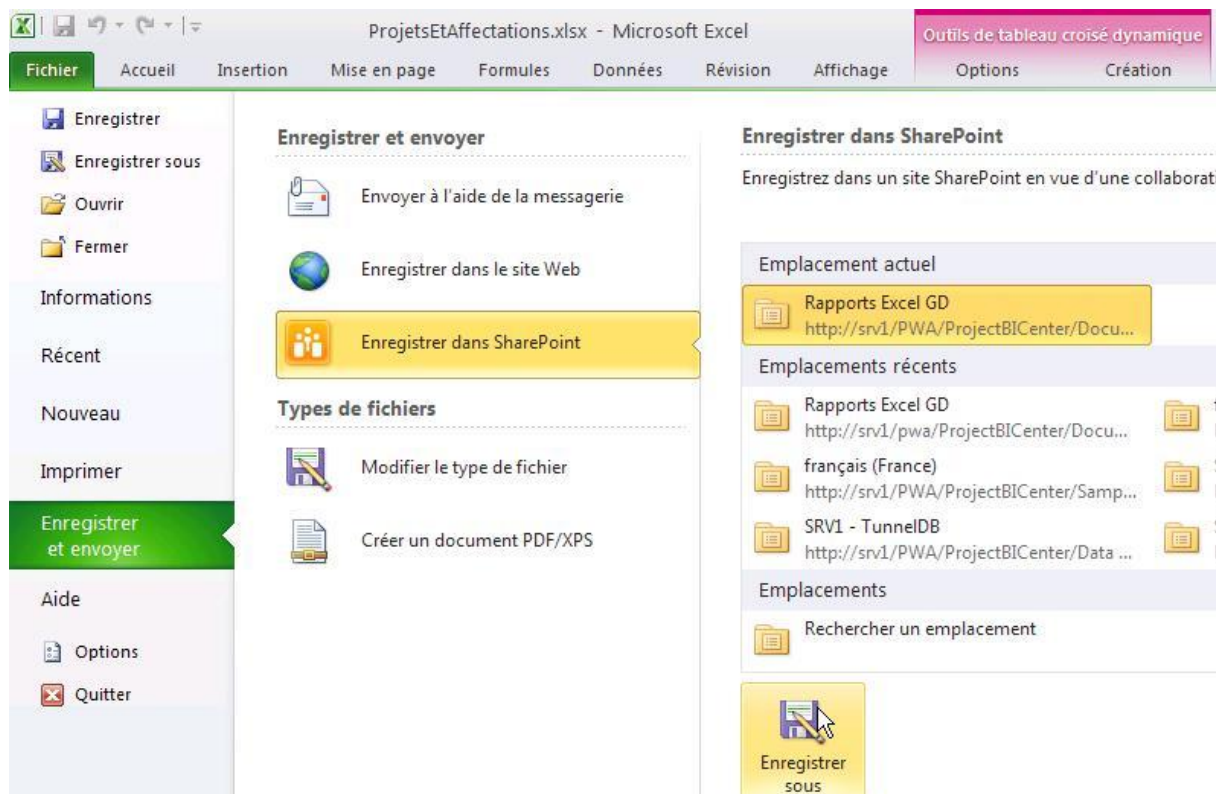 ProjetsEtAffectations.xlsx - Microsoft Excel
Outils de tableau croisé dynamique
Fichier Accueil Insertion Mise en page Formules Données Révision Affichage Options Création
Enregistrer
Enregistrer sous
Ouvrir
Fermer
Informations
Récent
Nouveau
Imprimer
Enregistrer
et envoyer
Aide
Options
Quitter
Enregistrer et envoyer
Envoyer à l'aide de la messagerie
Enregistrer dans le site Web
Enregistrer dans SharePoint
Types de fichiers
Modifier le type de fichier
Créer un document PDF/XPS
Enregistrer dans SharePoint
Enregistrez dans un site SharePoint en vue d'une collaborati
Emplacement actuel
Rapports Excel GD
http://srv1/PWA/ProjectBICenter/Docu...
Emplacements récents
Rapports Excel GD
http://srv1/pwa/ProjectBICenter/Docu...
français (France)
http://srv1/PWA/ProjectBICenter/Samp...
SRV1 - TunnelDB
http://srv1/PWA/ProjectBICenter/Data ...
Emplacements
Rechercher un emplacement
Enregistrer
sous